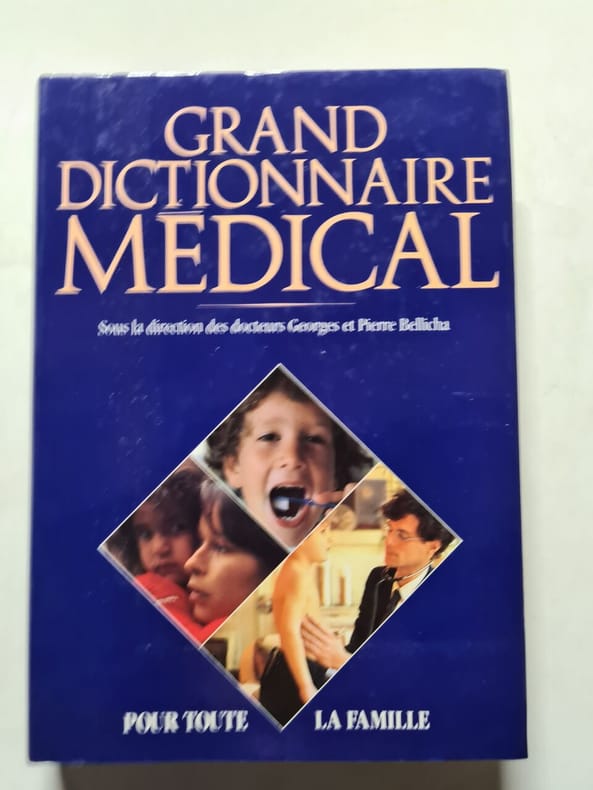 GRAND
DICTIONNAIRE
MÉDICAL
Sous la direction des docteurs Georges et Pierre Bellicha
POUR TOUTE LA FAMILLE